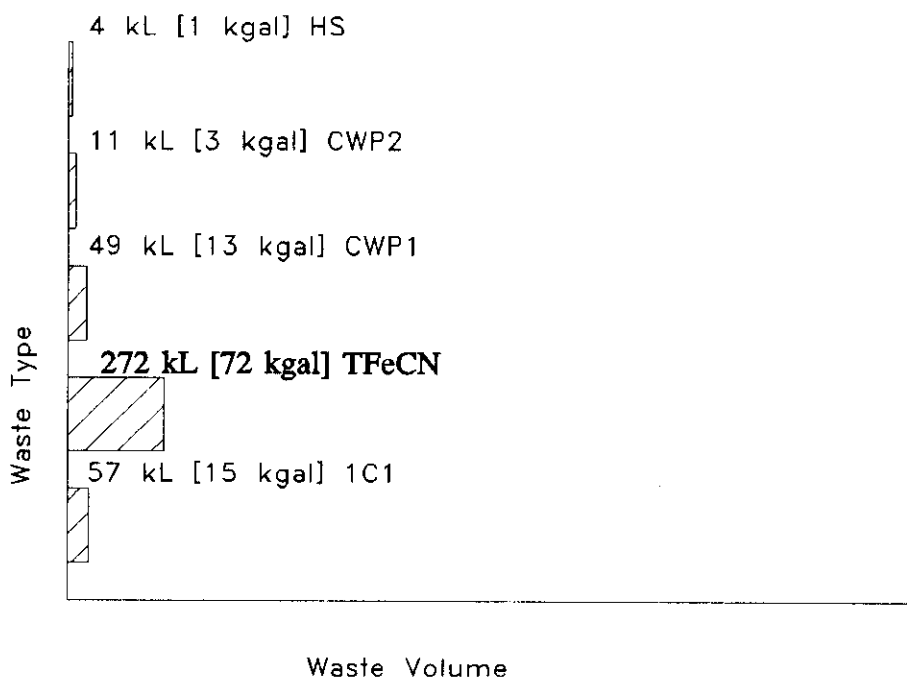 4 kL [1 kgal] HS
11 kL [3 kgal] CWP2
49 kL [13 kgal] CWP1
272 kL [72 kgal] TFeCN
57 kL [15 kgal] 1C1
Waste Type
Waste Volume